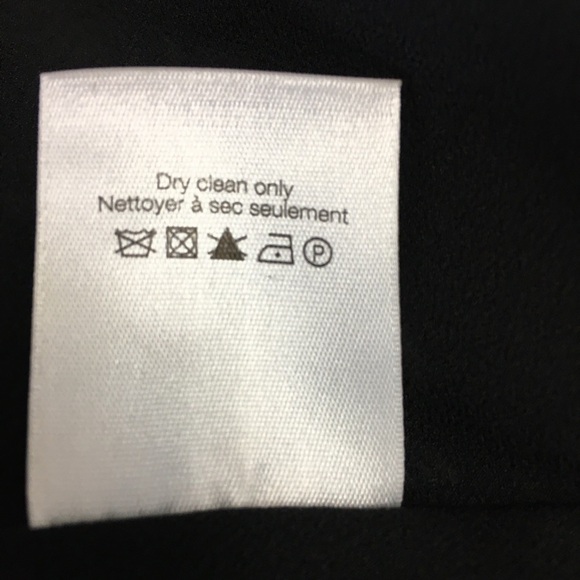 Dry clean only
Nettoyer à sec seulement
P